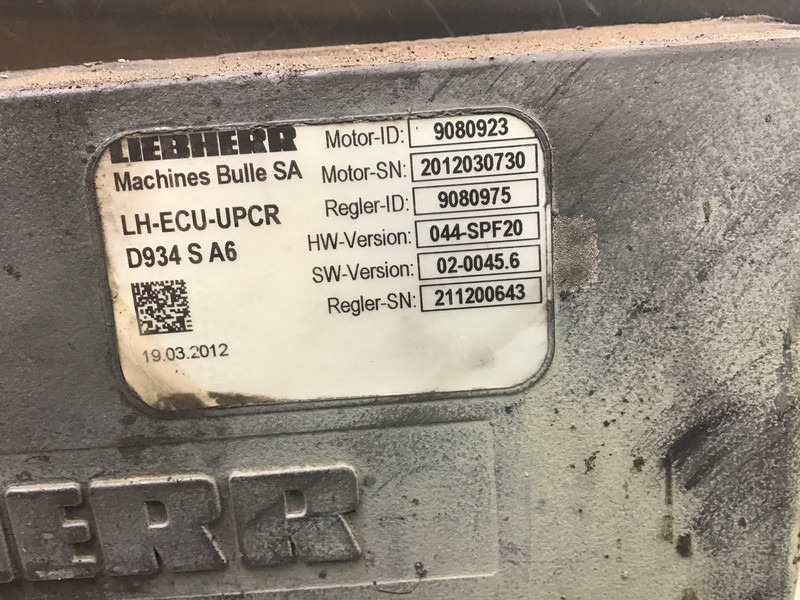 LIEBHERR
Machines Bulle SA
LH-ECU-UPCR
D934 S A6
19.03.2012
Motor-ID: 9080923
Motor-SN: 2012030730
Regler-ID: 9080975
HW-Version: 044-SPF20
SW-Version: 02-0045.6
Regler-SN: 211200643
HERR